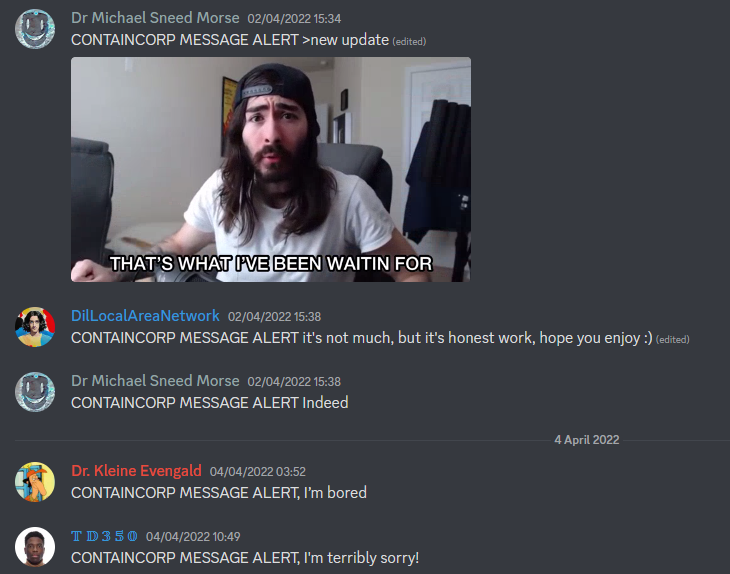 Dr Michael Sneed Morse 02/04/2022 15:34
CONTAINCORP MESSAGE ALERT >new update (edited)
THAT'S WHAT I'VE BEEN WAITIN FOR
DilLocalAreaNetwork 02/04/2022 15:38
CONTAINCORP MESSAGE ALERT it's not much, but it's honest work, hope you enjoy :) (edited)
Dr Michael Sneed Morse 02/04/2022 15:38
CONTAINCORP MESSAGE ALERT Indeed
4 April 2022
Dr. Kleine Evengald 04/04/2022 03:52
CONTAINCORP MESSAGE ALERT, I'm bored
𝕋 𝔻 𝟛 𝟝 𝟘 04/04/2022 10:49
CONTAINCORP MESSAGE ALERT, I'm terribly sorry!